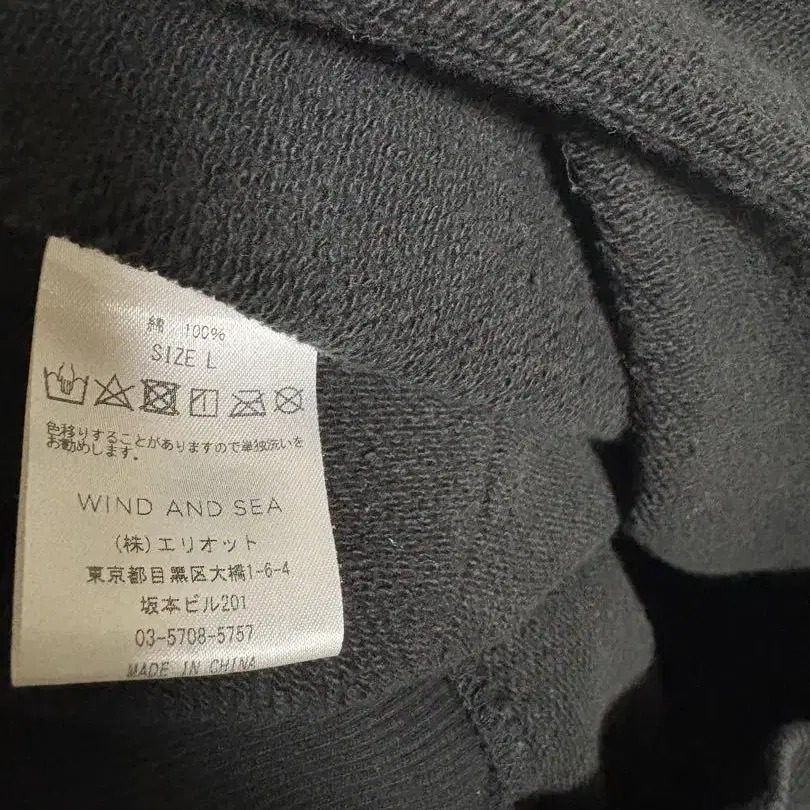 綿 100%
SIZE L
色移りすることがありますので単独洗いを
お勧めします。
WIND AND SEA
(株)エリオット
東京都目黒区大橋1-6-4
坂本ビル201
03-5708-5757
MADE IN CHINA